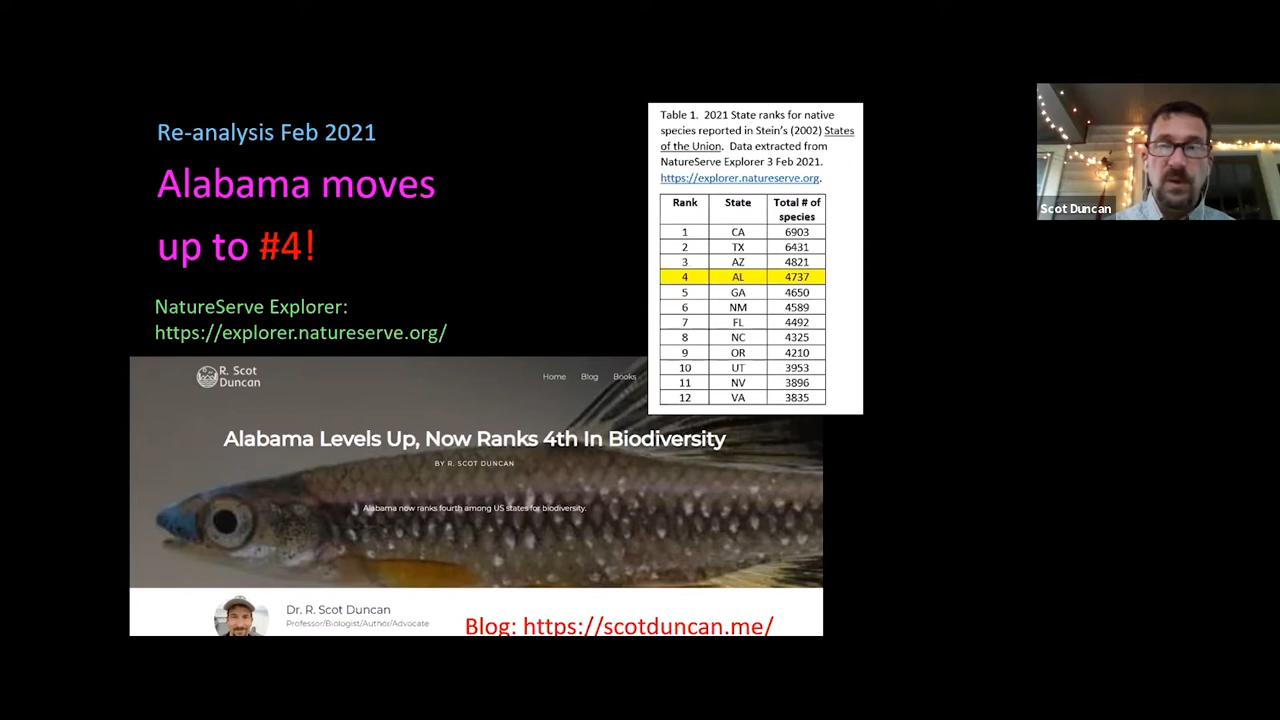 Re-analysis Feb 2021
Alabama moves
up to #4!
NatureServe Explorer:
https://explorer.natureserve.org/
Table 1. 2021 State ranks for native
species reported in Stein's (2002) States
of the Union. Data extracted from
NatureServe Explorer 3 Feb 2021.
https://explorer.natureserve.org.
Rank State Total # of
species
1 CA 6903
2 TX 6431
3 AZ 4821
4 AL 4737
5 GA 4650
6 NM 4589
7 FL 4492
8 NC 4325
9 OR 4210
10 UT 3953
11 NV 3896
12 VA 3835
Scot Duncan
R. Scot
Duncan
Home Blog Books
Alabama Levels Up, Now Ranks 4th In Biodiversity
BY R. SCOT DUNCAN
Alabama now ranks fourth among US states for biodiversity.
Dr. R. Scot Duncan
Professor/Biologist/Author/Advocate
Blog: https://scotduncan.me/